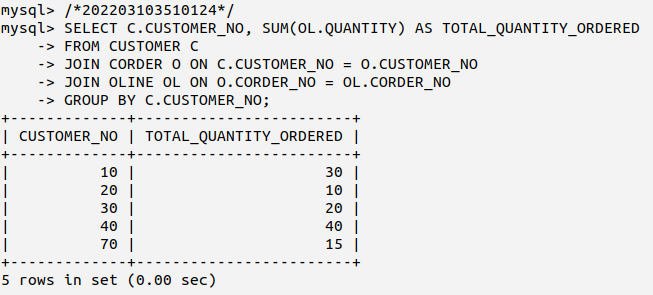 mysql> /*202203103510124*/
mysql> SELECT C.CUSTOMER_NO, SUM(OL.QUANTITY) AS TOTAL_QUANTITY_ORDERED
    -> FROM CUSTOMER C
    -> JOIN CORDER O ON C.CUSTOMER_NO = O.CUSTOMER_NO
    -> JOIN OLINE OL ON O.CORDER_NO = OL.CORDER_NO
    -> GROUP BY C.CUSTOMER_NO;
+-------------+------------------------+
| CUSTOMER_NO | TOTAL_QUANTITY_ORDERED |
+-------------+------------------------+
|          10 |                     30 |
|          20 |                     10 |
|          30 |                     20 |
|          40 |                     40 |
|          70 |                     15 |
+-------------+------------------------+
5 rows in set (0.00 sec)